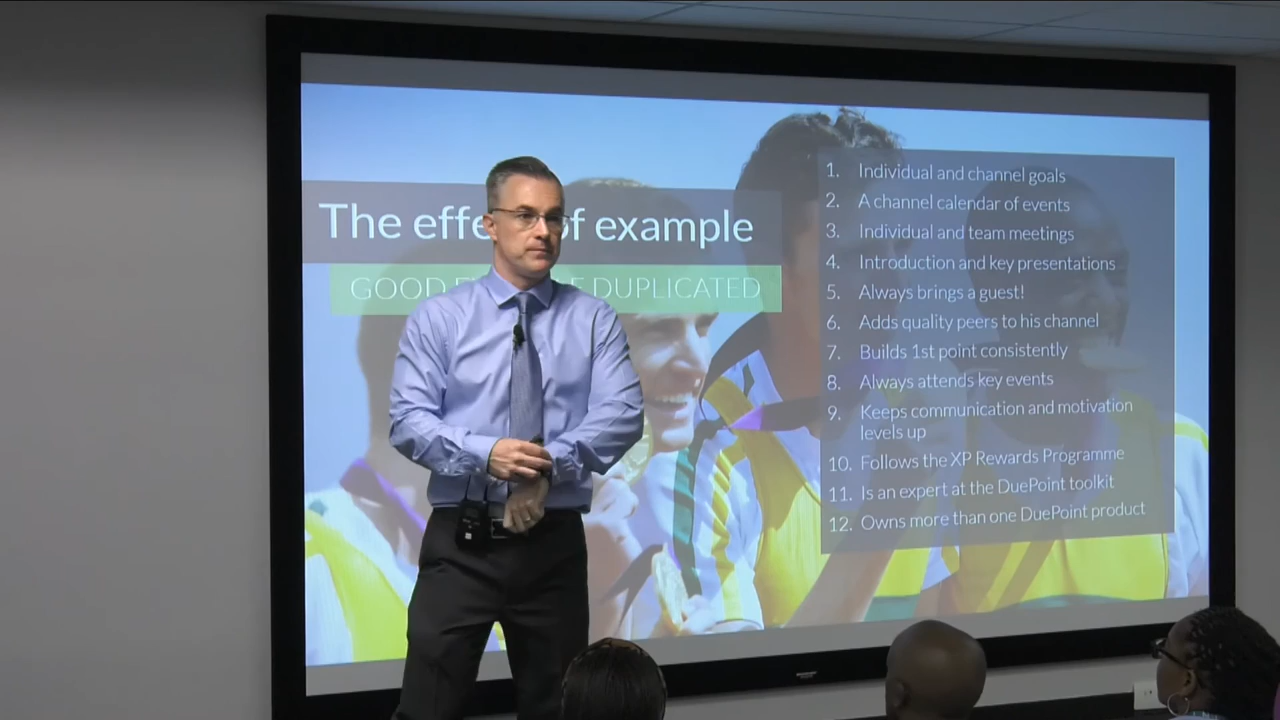 The effe of example
GOOD E E DUPLICATED
1. Individual and channel goals
2. A channel calendar of events
3. Individual and team meetings
4. Introduction and key presentations
5. Always brings a guest!
6. Adds quality peers to his channel
7. Builds 1st point consistently
8. Always attends key events
9. Keeps communication and motivation
levels up
10. Follows the XP Rewards Programme
11. Is an expert at the DuePoint toolkit
12. Owns more than one DuePoint product